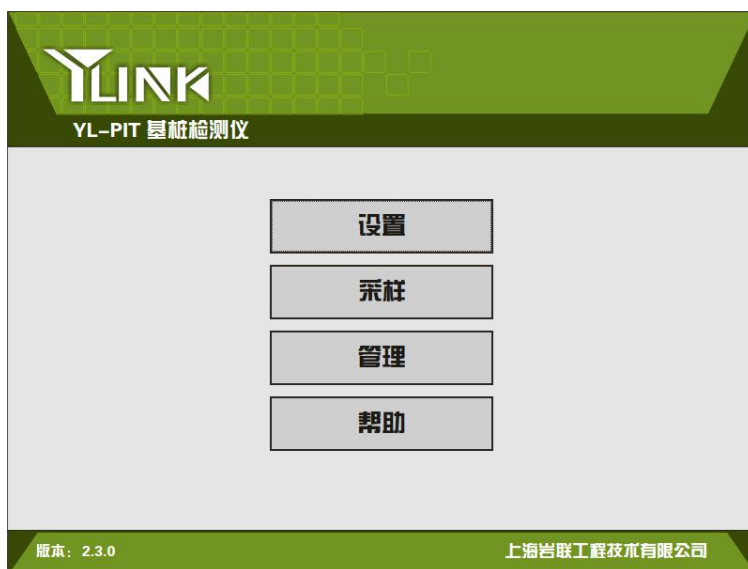 YLINK
YL-PIT 基桩检测仪
设置
采样
管理
帮助
版本：2.3.0
上海岩联工程技术有限公司